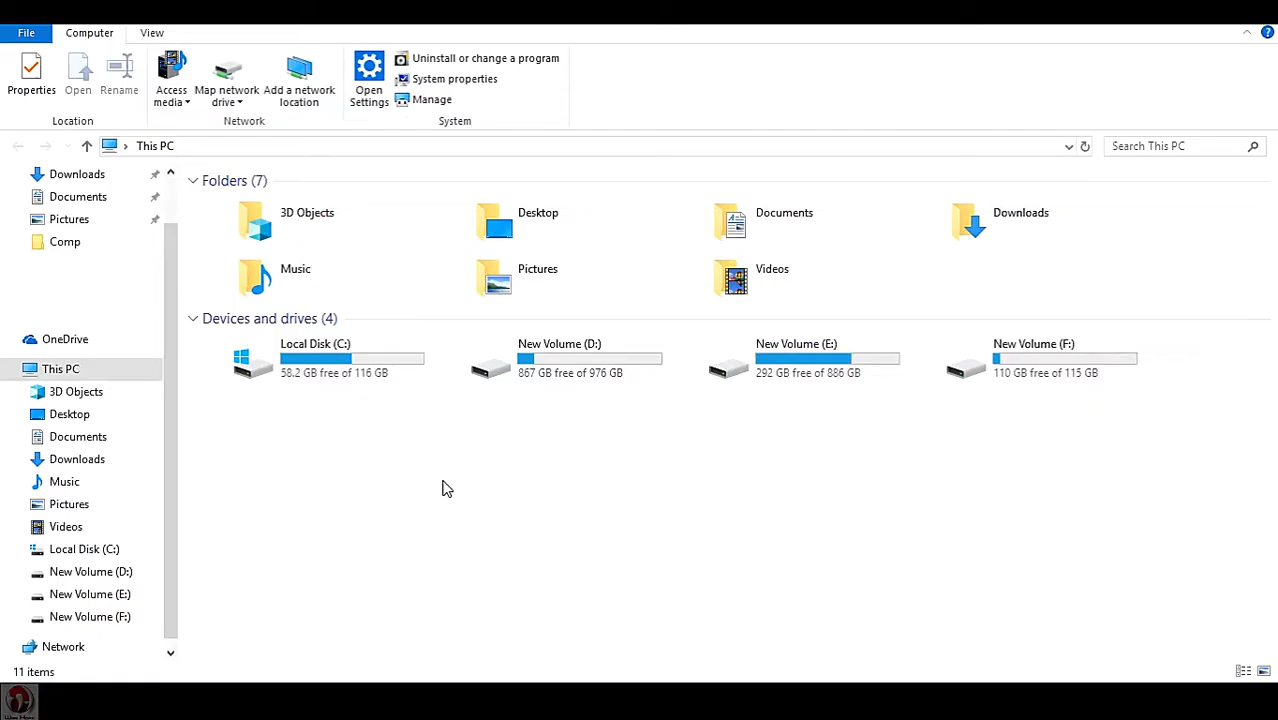 File Computer View
Properties Open Rename Access media Map network drive Add a network location Open Settings Uninstall or change a program
System properties
Manage
Location Network System
This PC Search This PC
Downloads
Documents
Pictures
Comp
OneDrive
This PC
3D Objects
Desktop
Documents
Downloads
Music
Pictures
Videos
Local Disk (C:)
New Volume (D:)
New Volume (E:)
New Volume (F:)
Network
Folders (7)
3D Objects Desktop Documents Downloads
Music Pictures Videos
Devices and drives (4)
Local Disk (C:) New Volume (D:) New Volume (E:) New Volume (F:)
58.2 GB free of 116 GB 867 GB free of 976 GB 292 GB free of 886 GB 110 GB free of 115 GB
11 items